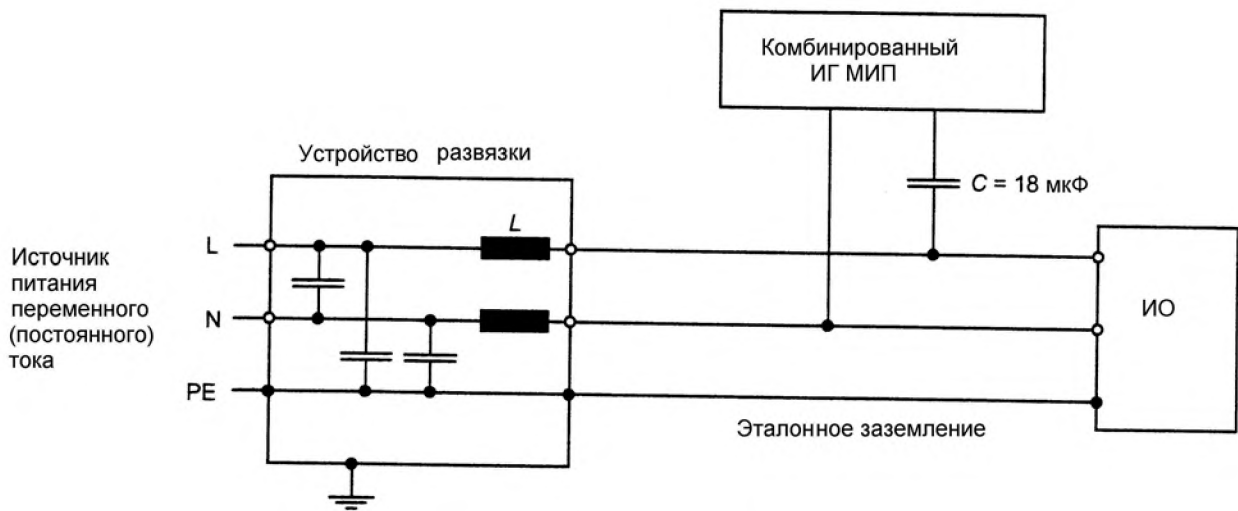 Комбинированный
ИГ МИП
Устройство развязки
C = 18 мкФ
L
L
Источник
питания
переменного
(постоянного)
тока
N
ИО
PE
Эталонное заземление